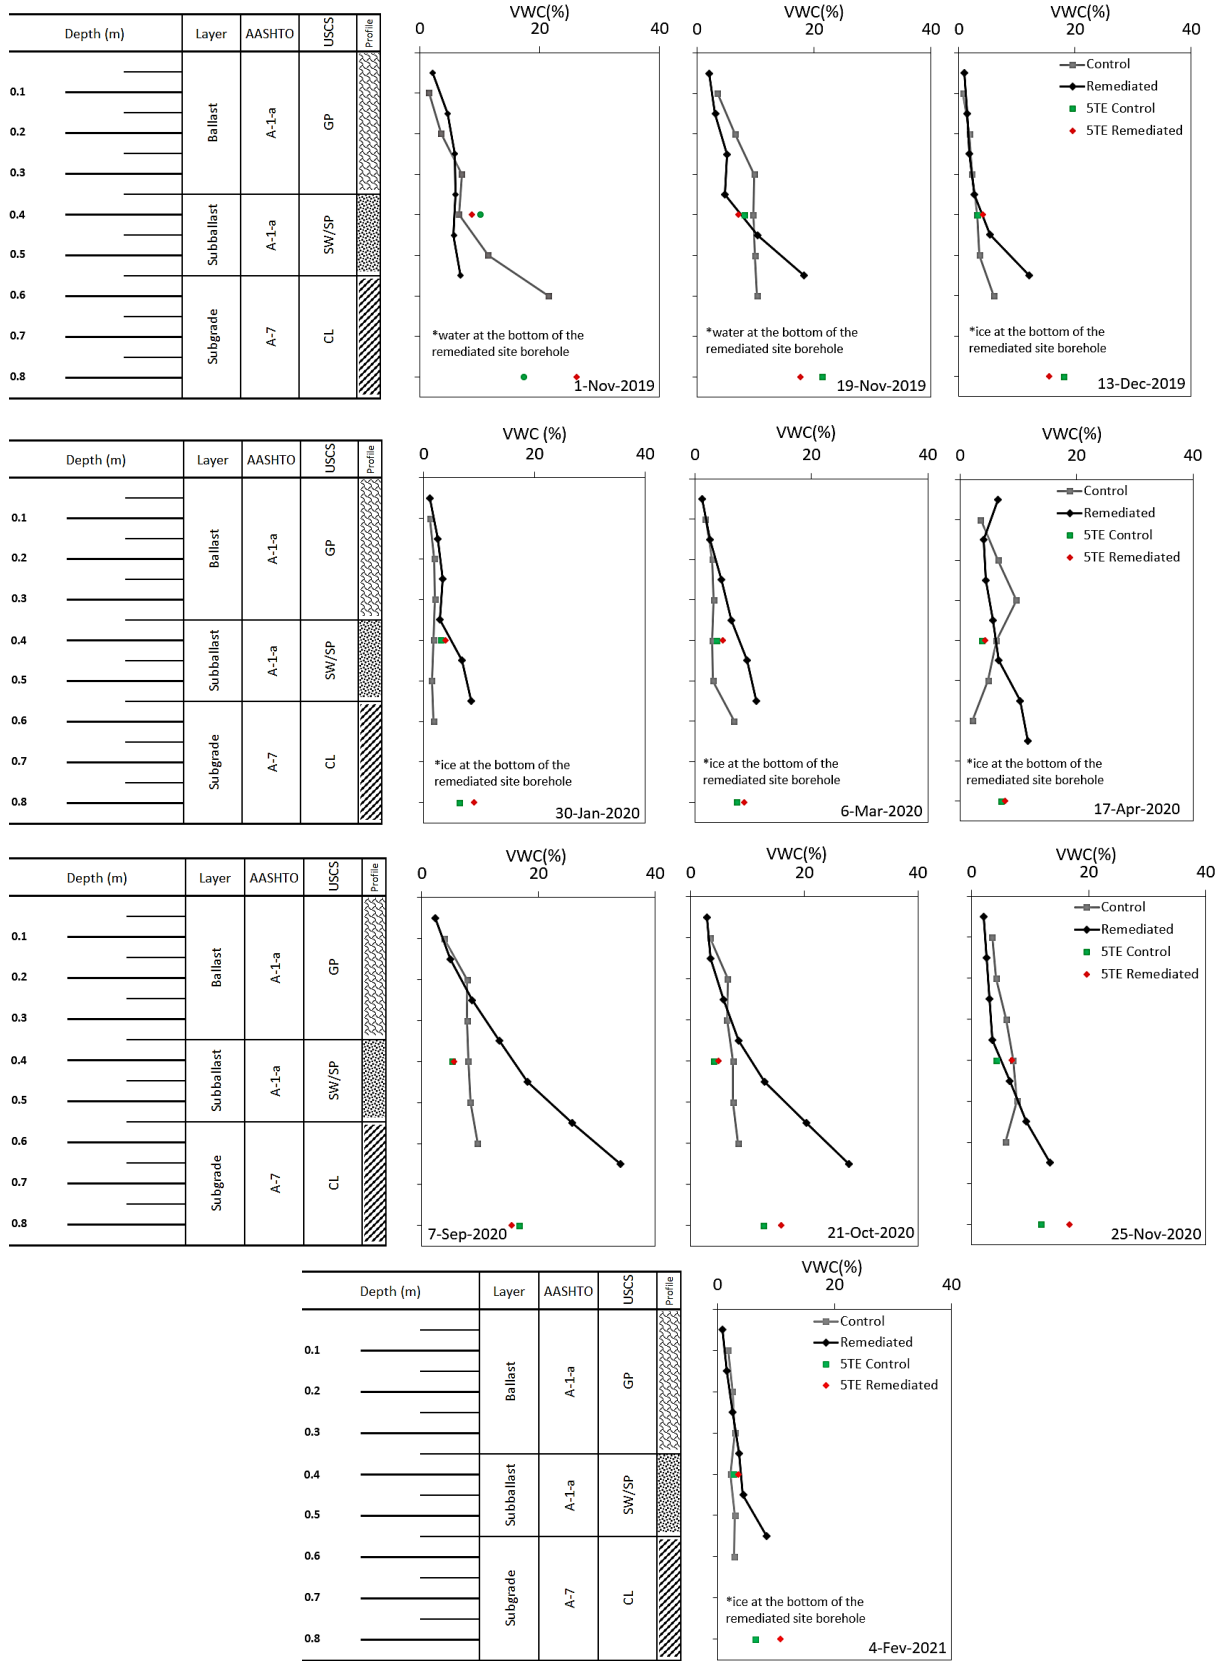 VWC(%)
VWC(%)
VWC(%)
Depth (m)
Layer
AASHTO
USCS
Profile
0
20
40
0
20
40
0
20
40
0.1
0.2
0.3
0.4
0.5
0.6
0.7
0.8
Ballast
A-1-a
GP
Subballast
A-1-a
SW/SP
Subgrade
A-7
CL
*water at the bottom of the
remediated site borehole
1-Nov-2019
*water at the bottom of the
remediated site borehole
19-Nov-2019
Control
Remediated
5TE Control
5TE Remediated
*ice at the bottom of the
remediated site borehole
13-Dec-2019
VWC (%)
VWC(%)
VWC(%)
Depth (m)
Layer
AASHTO
USCS
Profile
0
20
40
0
20
40
0
20
40
0.1
0.2
0.3
0.4
0.5
0.6
0.7
0.8
Ballast
A-1-a
GP
Subballast
A-1-a
SW/SP
Subgrade
A-7
CL
*ice at the bottom of the
remediated site borehole
30-Jan-2020
*ice at the bottom of the
remediated site borehole
6-Mar-2020
Control
Remediated
5TE Control
5TE Remediated
*ice at the bottom of the
remediated site borehole
17-Apr-2020
VWC(%)
VWC(%)
VWC(%)
Depth (m)
Layer
AASHTO
USCS
Profile
0
20
40
0
20
40
0
20
40
0.1
0.2
0.3
0.4
0.5
0.6
0.7
0.8
Ballast
A-1-a
GP
Subballast
A-1-a
SW/SP
Subgrade
A-7
CL
7-Sep-2020
21-Oct-2020
Control
Remediated
5TE Control
5TE Remediated
25-Nov-2020
VWC(%)
Depth (m)
Layer
AASHTO
USCS
Profile
0
20
40
0.1
0.2
0.3
0.4
0.5
0.6
0.7
0.8
Ballast
A-1-a
GP
Subballast
A-1-a
SW/SP
Subgrade
A-7
CL
Control
Remediated
5TE Control
5TE Remediated
*ice at the bottom of the
remediated site borehole
4-Fev-2021